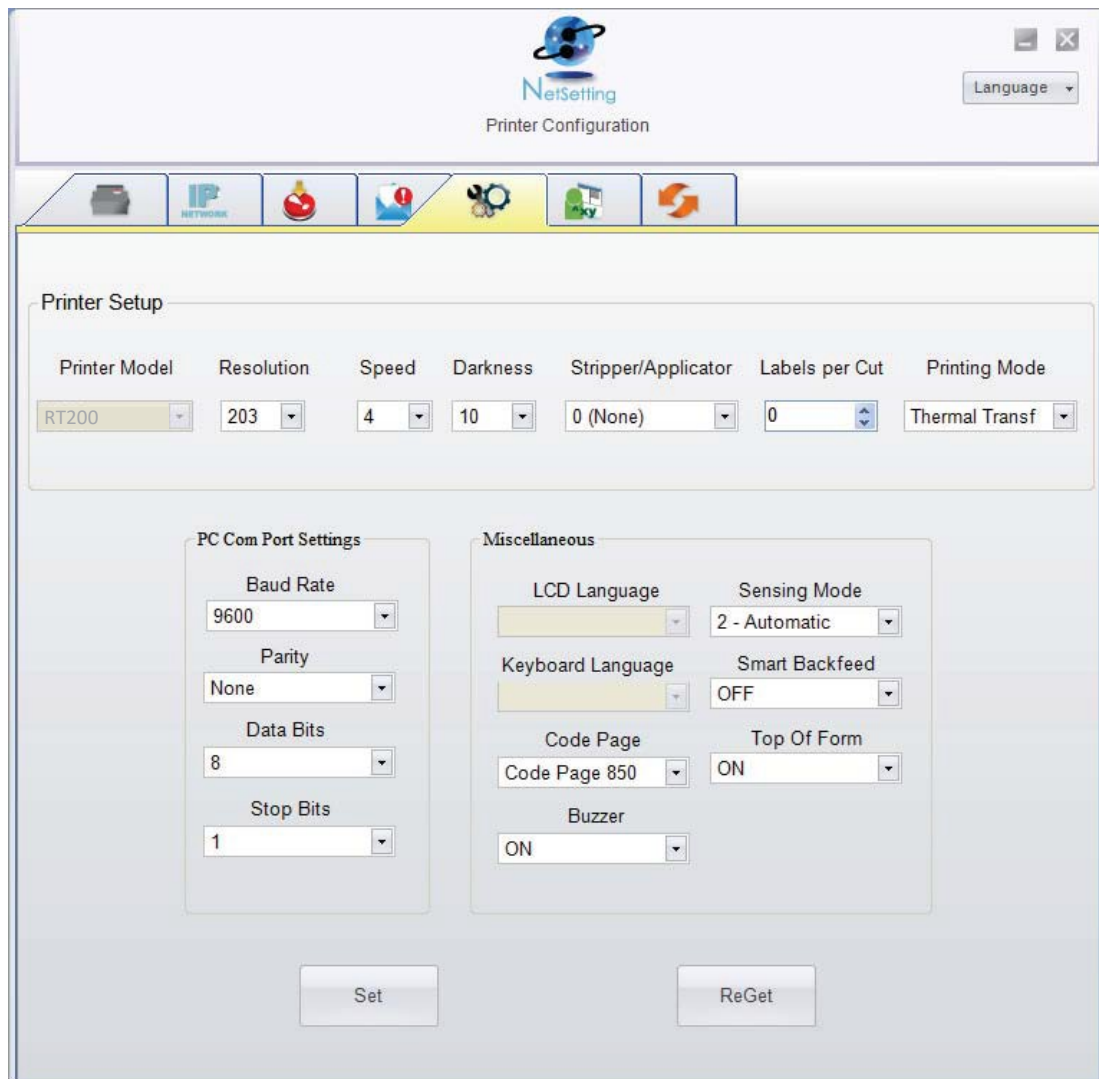 NetSetting
Language
Printer Configuration
IP
NETWORK
^xy
Printer Setup
Printer Model Resolution Speed Darkness Stripper/Applicator Labels per Cut Printing Mode
RT200 203 4 10 0 (None) 0 Thermal Transf
PC Com Port Settings
Baud Rate
9600
Parity
None
Data Bits
8
Stop Bits
1
Miscellaneous
LCD Language Sensing Mode
2 - Automatic
Keyboard Language Smart Backfeed
OFF
Code Page Top Of Form
Code Page 850 ON
Buzzer
ON
Set ReGet